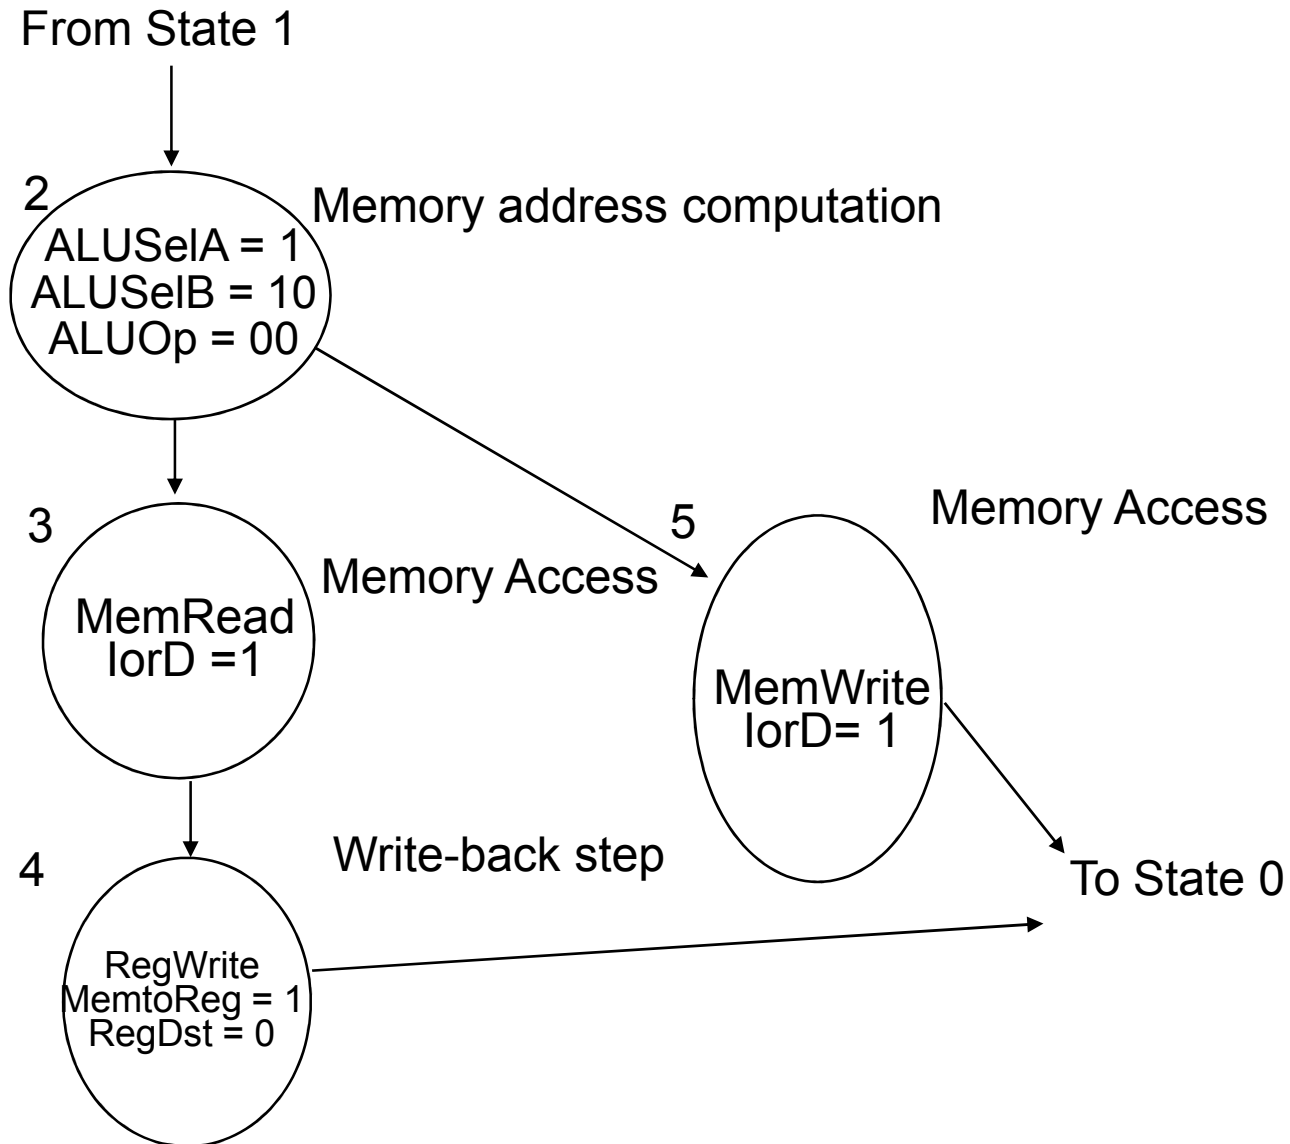 From State 1
2
Memory address computation
ALUSelA = 1
ALUSelB = 10
ALUOp = 00
3
Memory Access
MemRead
IorD =1
5
Memory Access
MemWrite
IorD= 1
4
Write-back step
To State 0
RegWrite
MemtoReg = 1
RegDst = 0